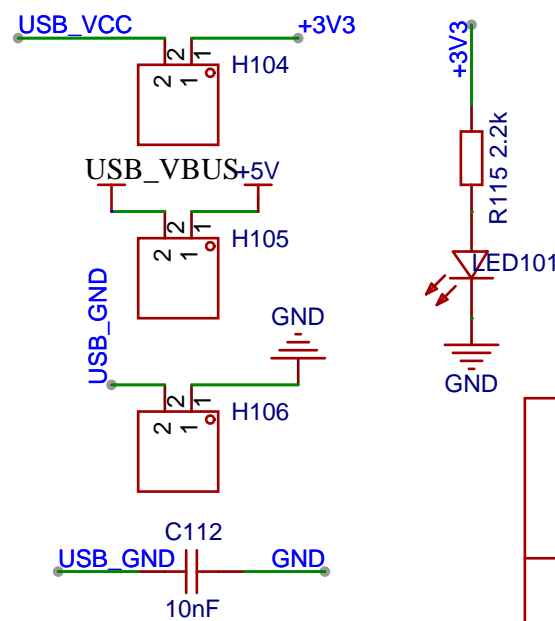 USB_VCC
+3V3
2
1
2
1
H104
USB_VBUS
+5V
2
1
2
1
H105
USB_GND
GND
2
1
2
1
H106
C112
USB_GND
GND
10nF
+3V3
R115 2.2k
LED101
GND